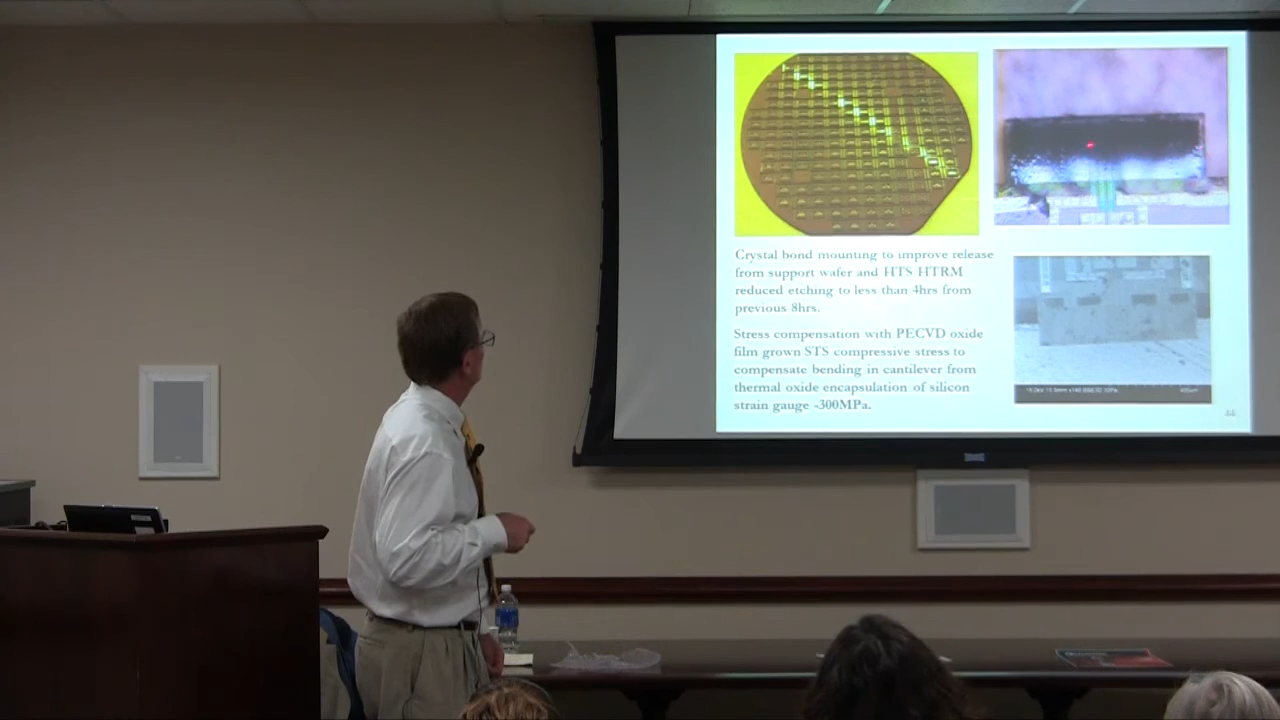 Crystal bond mounting to improve release
from support wafer and HTS HTRM
reduced etching to less than 4hrs from
previous 8hrs.
Stress compensation with PECVD oxide
film grown STS compressive stress to
compensate bending in cantilever from
thermal oxide encapsulation of silicon
strain gauge -300MPa.